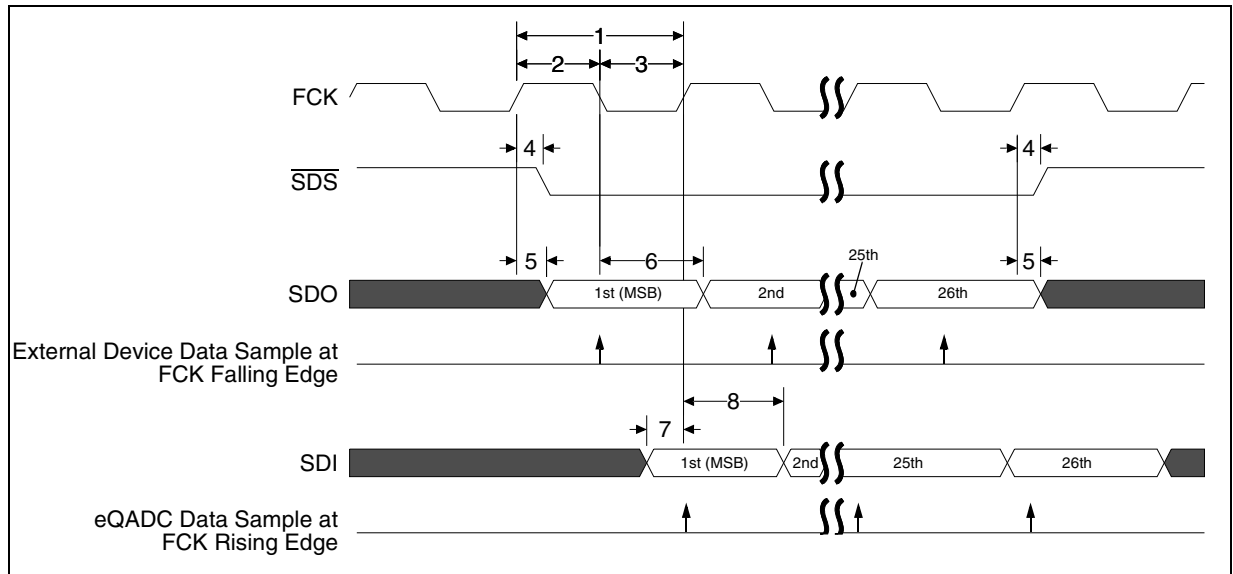 1
2 3
FCK
4 4
SDS
5 6 25th 5
SDO 1st (MSB) 2nd 26th
External Device Data Sample at
FCK Falling Edge
8
7
SDI 1st (MSB) 2nd 25th 26th
eQADC Data Sample at
FCK Rising Edge